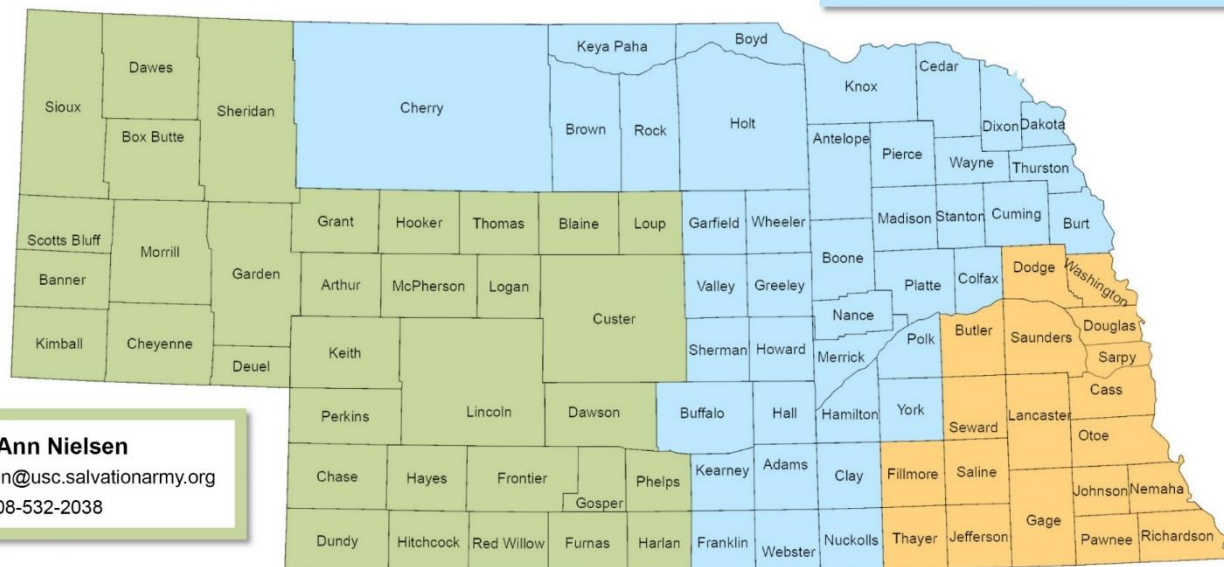 Keya Paha
Boyd
Dawes
Cedar
Knox
Sioux
Sheridan
Cherry
Holt
Dixon
Dakota
Box Butte
Brown
Rock
Antelope
Pierce
Wayne
Thurston
Grant
Hooker
Thomas
Blaine
Loup
Garfield
Wheeler
Madison
Stanton
Cuming
Burt
Scotts Bluff
Morrill
Boone
Banner
Garden
Arthur
McPherson
Logan
Valley
Greeley
Platte
Colfax
Dodge
Washington
Custer
Nance
Kimball
Cheyenne
Keith
Sherman
Howard
Merrick
Polk
Butler
Saunders
Douglas
Sarpy
Deuel
Perkins
Lincoln
Dawson
Buffalo
Hall
Hamilton
York
Seward
Lancaster
Cass
Otoe
Ann Nielsen
n@usc.salvationarmy.org
08-532-2038
Chase
Hayes
Frontier
Gosper
Phelps
Kearney
Adams
Clay
Fillmore
Saline
Johnson
Nemaha
Dundy
Hitchcock
Red Willow
Furnas
Harlan
Franklin
Webster
Nuckolls
Thayer
Jefferson
Gage
Pawnee
Richardson